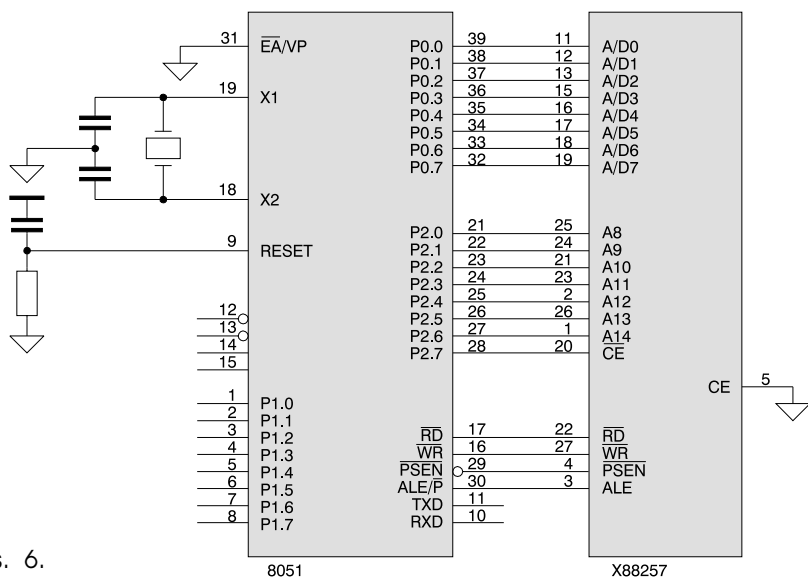 31 EA/VP P0.0 39 11 A/D0
P0.1 38 12 A/D1
P0.2 37 13 A/D2
19 X1 P0.3 36 15 A/D3
P0.4 35 16 A/D4
P0.5 34 17 A/D5
P0.6 33 18 A/D6
P0.7 32 19 A/D7
18 X2
P2.0 21 25 A8
9 RESET P2.1 22 24 A9
P2.2 23 21 A10
P2.3 24 23 A11
P2.4 25 2 A12
12 P2.5 26 26 A13
13 P2.6 27 1 A14
14 P2.7 28 20 CE
15
CE 5
1 P1.0
2 P1.1
3 P1.2 RD 17 22 RD
4 P1.3 WR 16 27 WR
5 P1.4 PSEN 29 4 PSEN
6 P1.5 ALE/P 30 3 ALE
7 P1.6 TXD 11
8 P1.7 RXD 10
s. 6.
8051 X88257